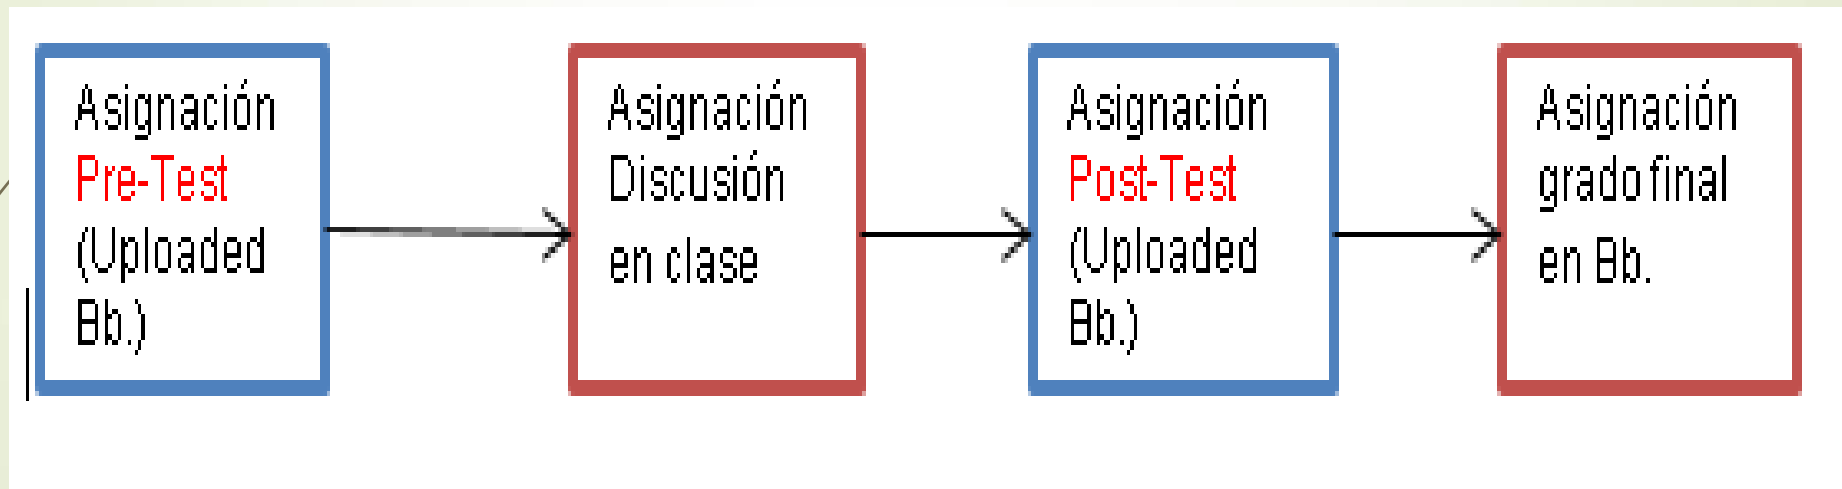 Asignación
Pre-Test
(Uploaded
Bb.)
Asignación
Discusión
en clase
Asignación
Post-Test
(Uploaded
Bb.)
Asignación
grado final
en Bb.